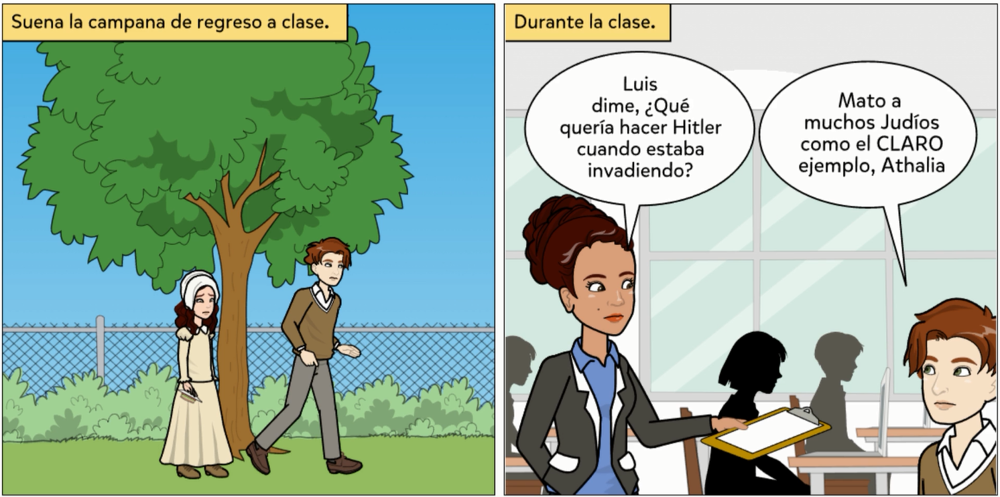 Suena la campana de regreso a clase.
Durante la clase.
Luis
dime, ¿Qué
quería hacer Hitler
cuando estaba
invadiendo?
Mato a
muchos Judíos
como el CLARO
ejemplo, Athalia